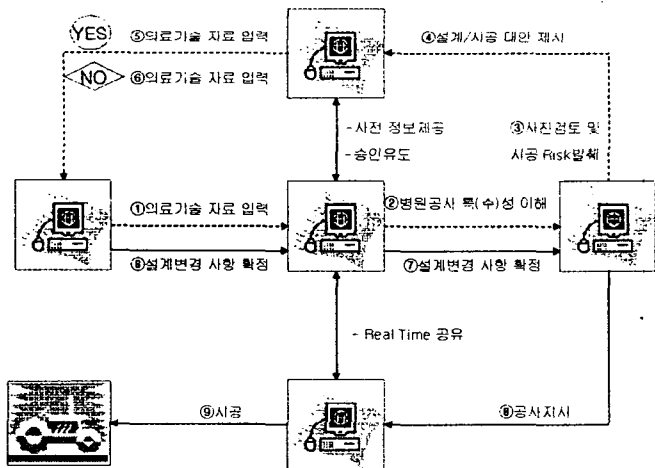 YES
⑤의료기술 자료 입력
④설계/시공 대안 제시
NO
⑥의료기술 자료 입력
- 사전 정보제공
- 승인유도
③사전검토 및
시공 Risk발췌
①의료기술 자료 입력
②병원공사 특(수)성 이해
⑧설계변경 사항 확정
⑦설계변경 사항 확정
- Real Time 공유
⑨시공
⑧공사지시